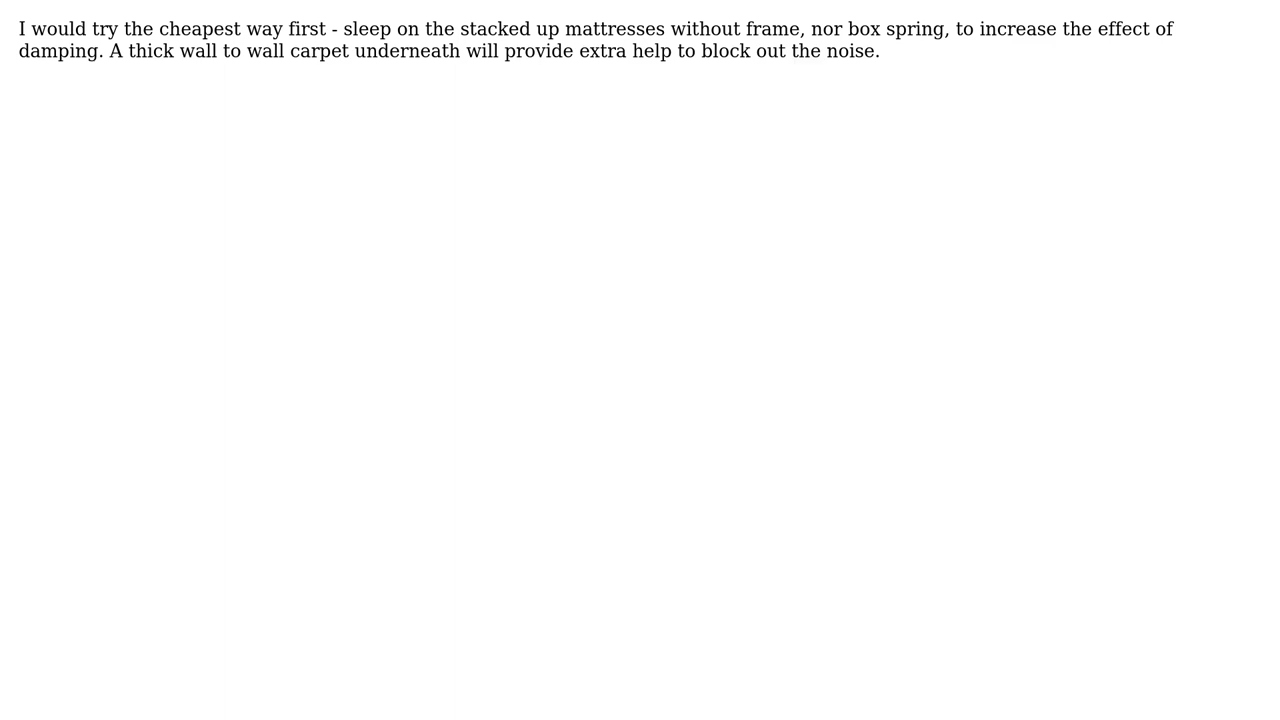 I would try the cheapest way first - sleep on the stacked up mattresses without frame, nor box spring, to increase the effect of
damping. A thick wall to wall carpet underneath will provide extra help to block out the noise.